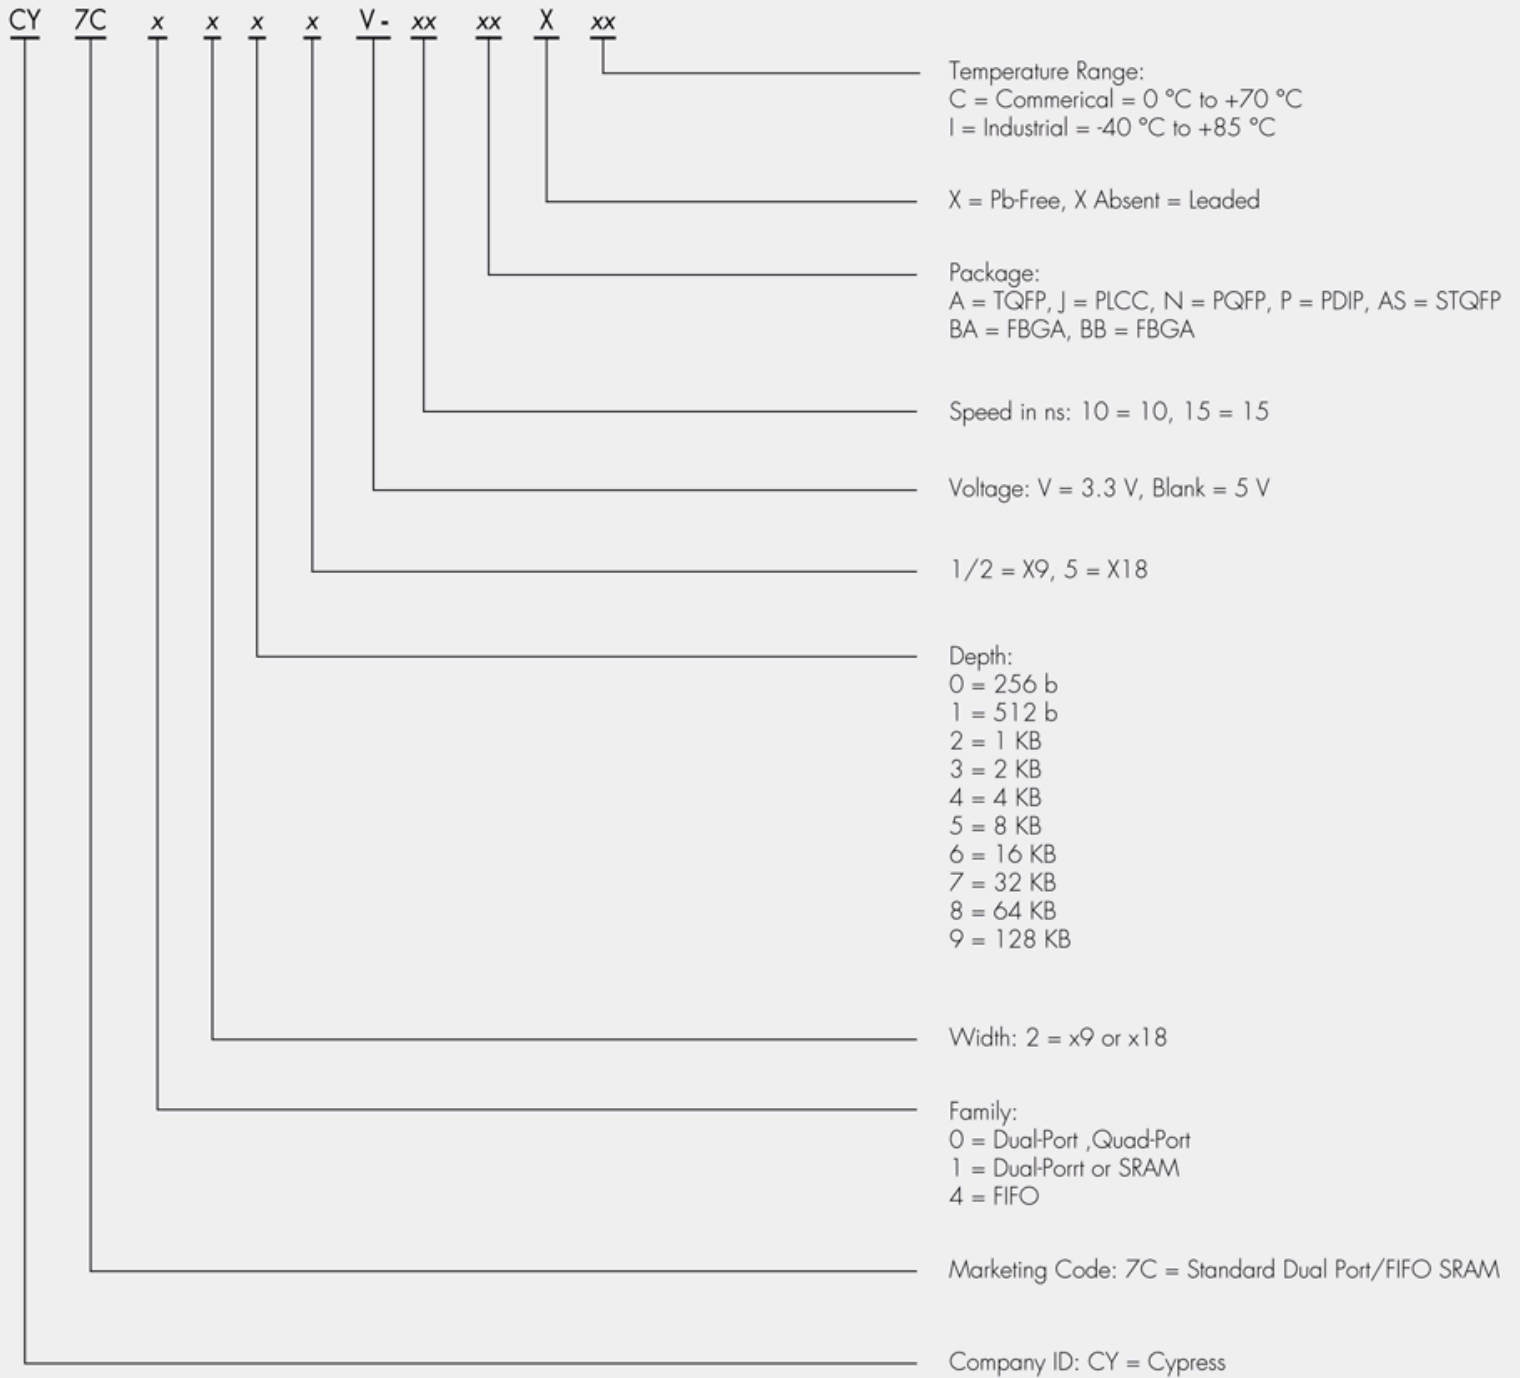 CY 7C x x x x V - xx xx X xx
Temperature Range:
C = Commerical = 0 °C to +70 °C
I = Industrial = -40 °C to +85 °C
X = Pb-Free, X Absent = Leaded
Package:
A = TQFP, J = PLCC, N = PQFP, P = PDIP, AS = STQFP
BA = FBGA, BB = FBGA
Speed in ns: 10 = 10, 15 = 15
Voltage: V = 3.3 V, Blank = 5 V
1/2 = X9, 5 = X18
Depth:
0 = 256 b
1 = 512 b
2 = 1 KB
3 = 2 KB
4 = 4 KB
5 = 8 KB
6 = 16 KB
7 = 32 KB
8 = 64 KB
9 = 128 KB
Width: 2 = x9 or x18
Family:
0 = Dual-Port ,Quad-Port
1 = Dual-Porrt or SRAM
4 = FIFO
Marketing Code: 7C = Standard Dual Port/FIFO SRAM
Company ID: CY = Cypress